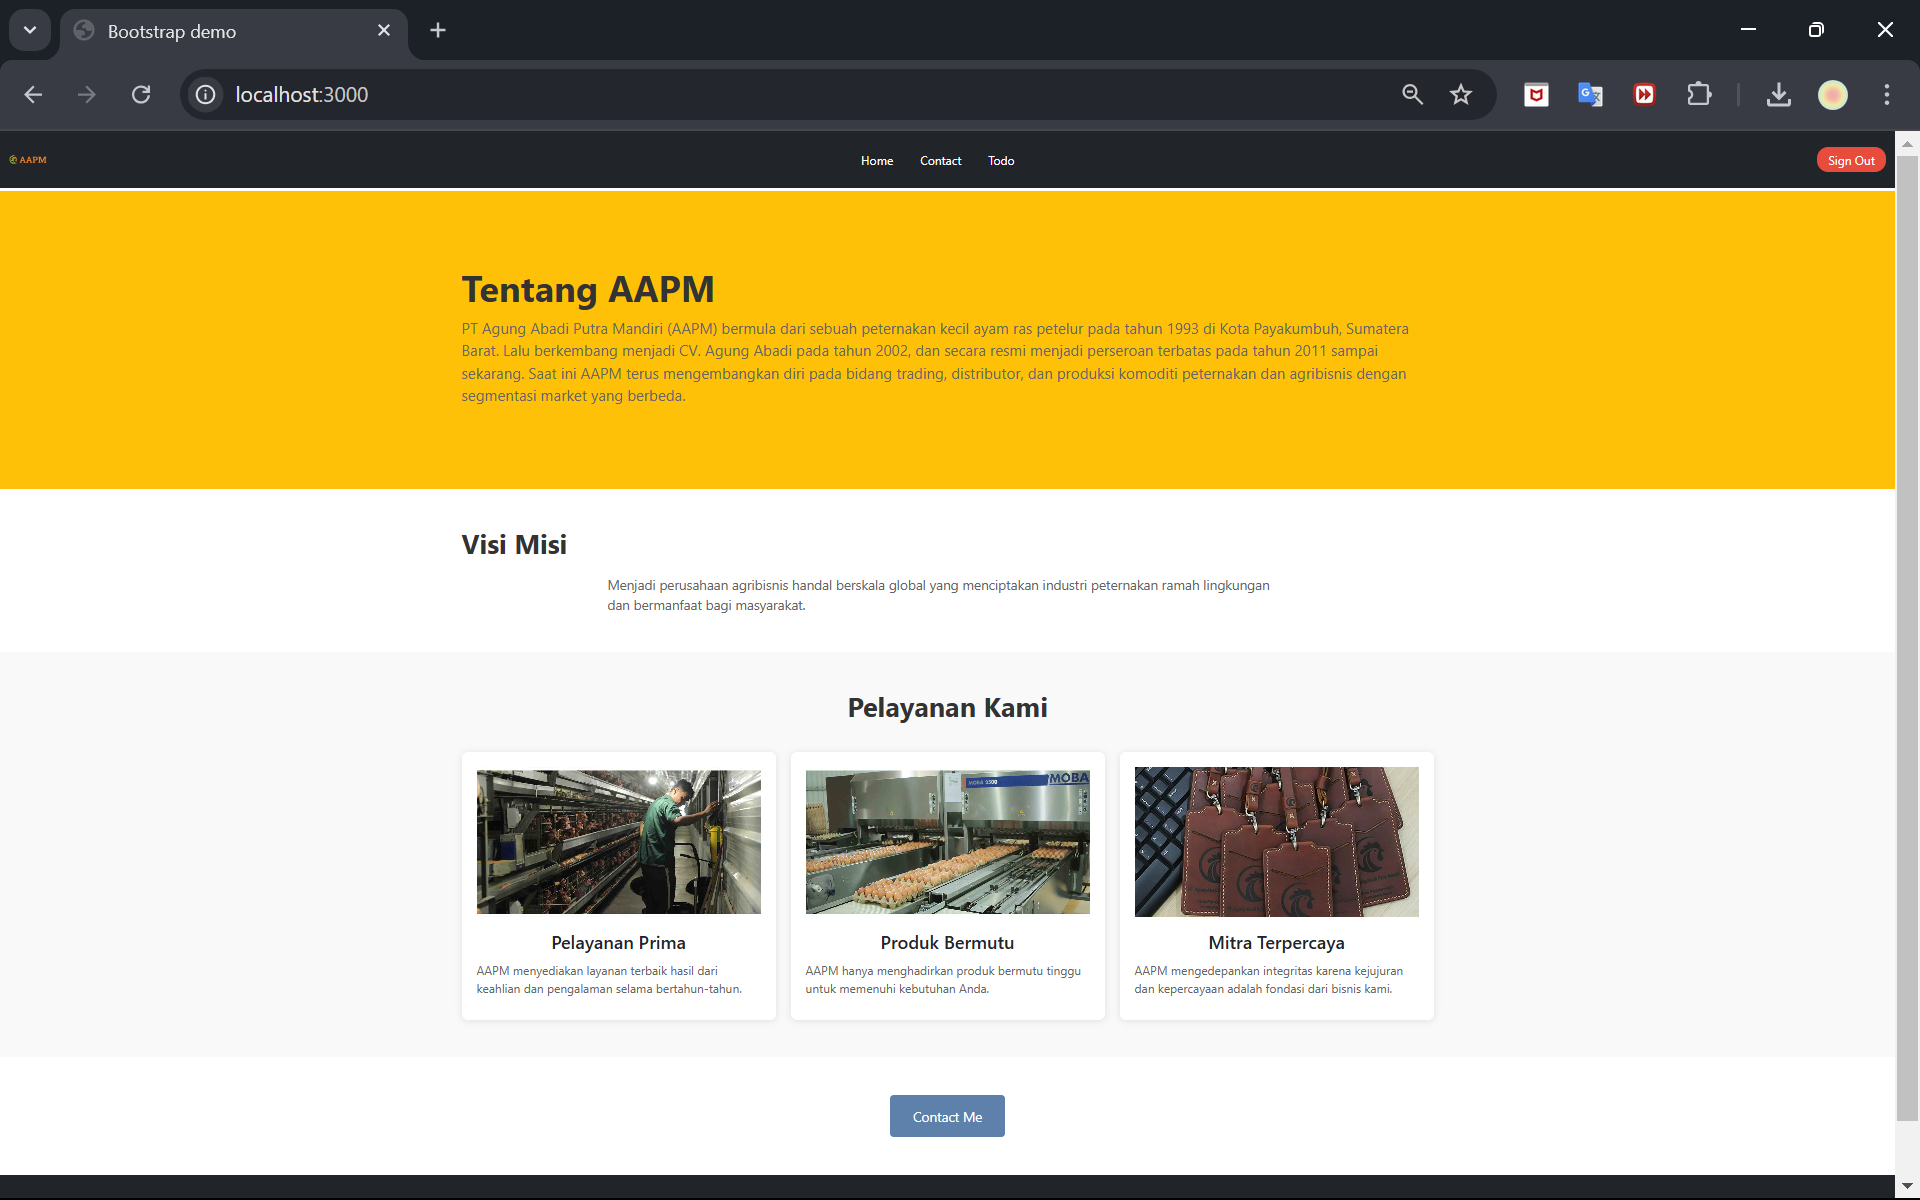 Bootstrap demo
localhost:3000
AAPM
Home Contact Todo
Sign Out
Tentang AAPM
PT Agung Abadi Putra Mandiri (AAPM) bermula dari sebuah peternakan kecil ayam ras petelur pada tahun 1993 di Kota Payakumbuh, Sumatera
Barat. Lalu berkembang menjadi CV. Agung Abadi pada tahun 2002, dan secara resmi menjadi perseroan terbatas pada tahun 2011 sampai
sekarang. Saat ini AAPM terus mengembangkan diri pada bidang trading, distributor, dan produksi komoditi peternakan dan agribisnis dengan
segmentasi market yang berbeda.
Visi Misi
Menjadi perusahaan agribisnis handal berskala global yang menciptakan industri peternakan ramah lingkungan
dan bermanfaat bagi masyarakat.
Pelayanan Kami
MOBA
Pelayanan Prima
AAPM menyediakan layanan terbaik hasil dari
keahlian dan pengalaman selama bertahun-tahun.
Produk Bermutu
AAPM hanya menghadirkan produk bermutu tinggu
untuk memenuhi kebutuhan Anda.
Mitra Terpercaya
AAPM mengedepankan integritas karena kejujuran
dan kepercayaan adalah fondasi dari bisnis kami.
Contact Me